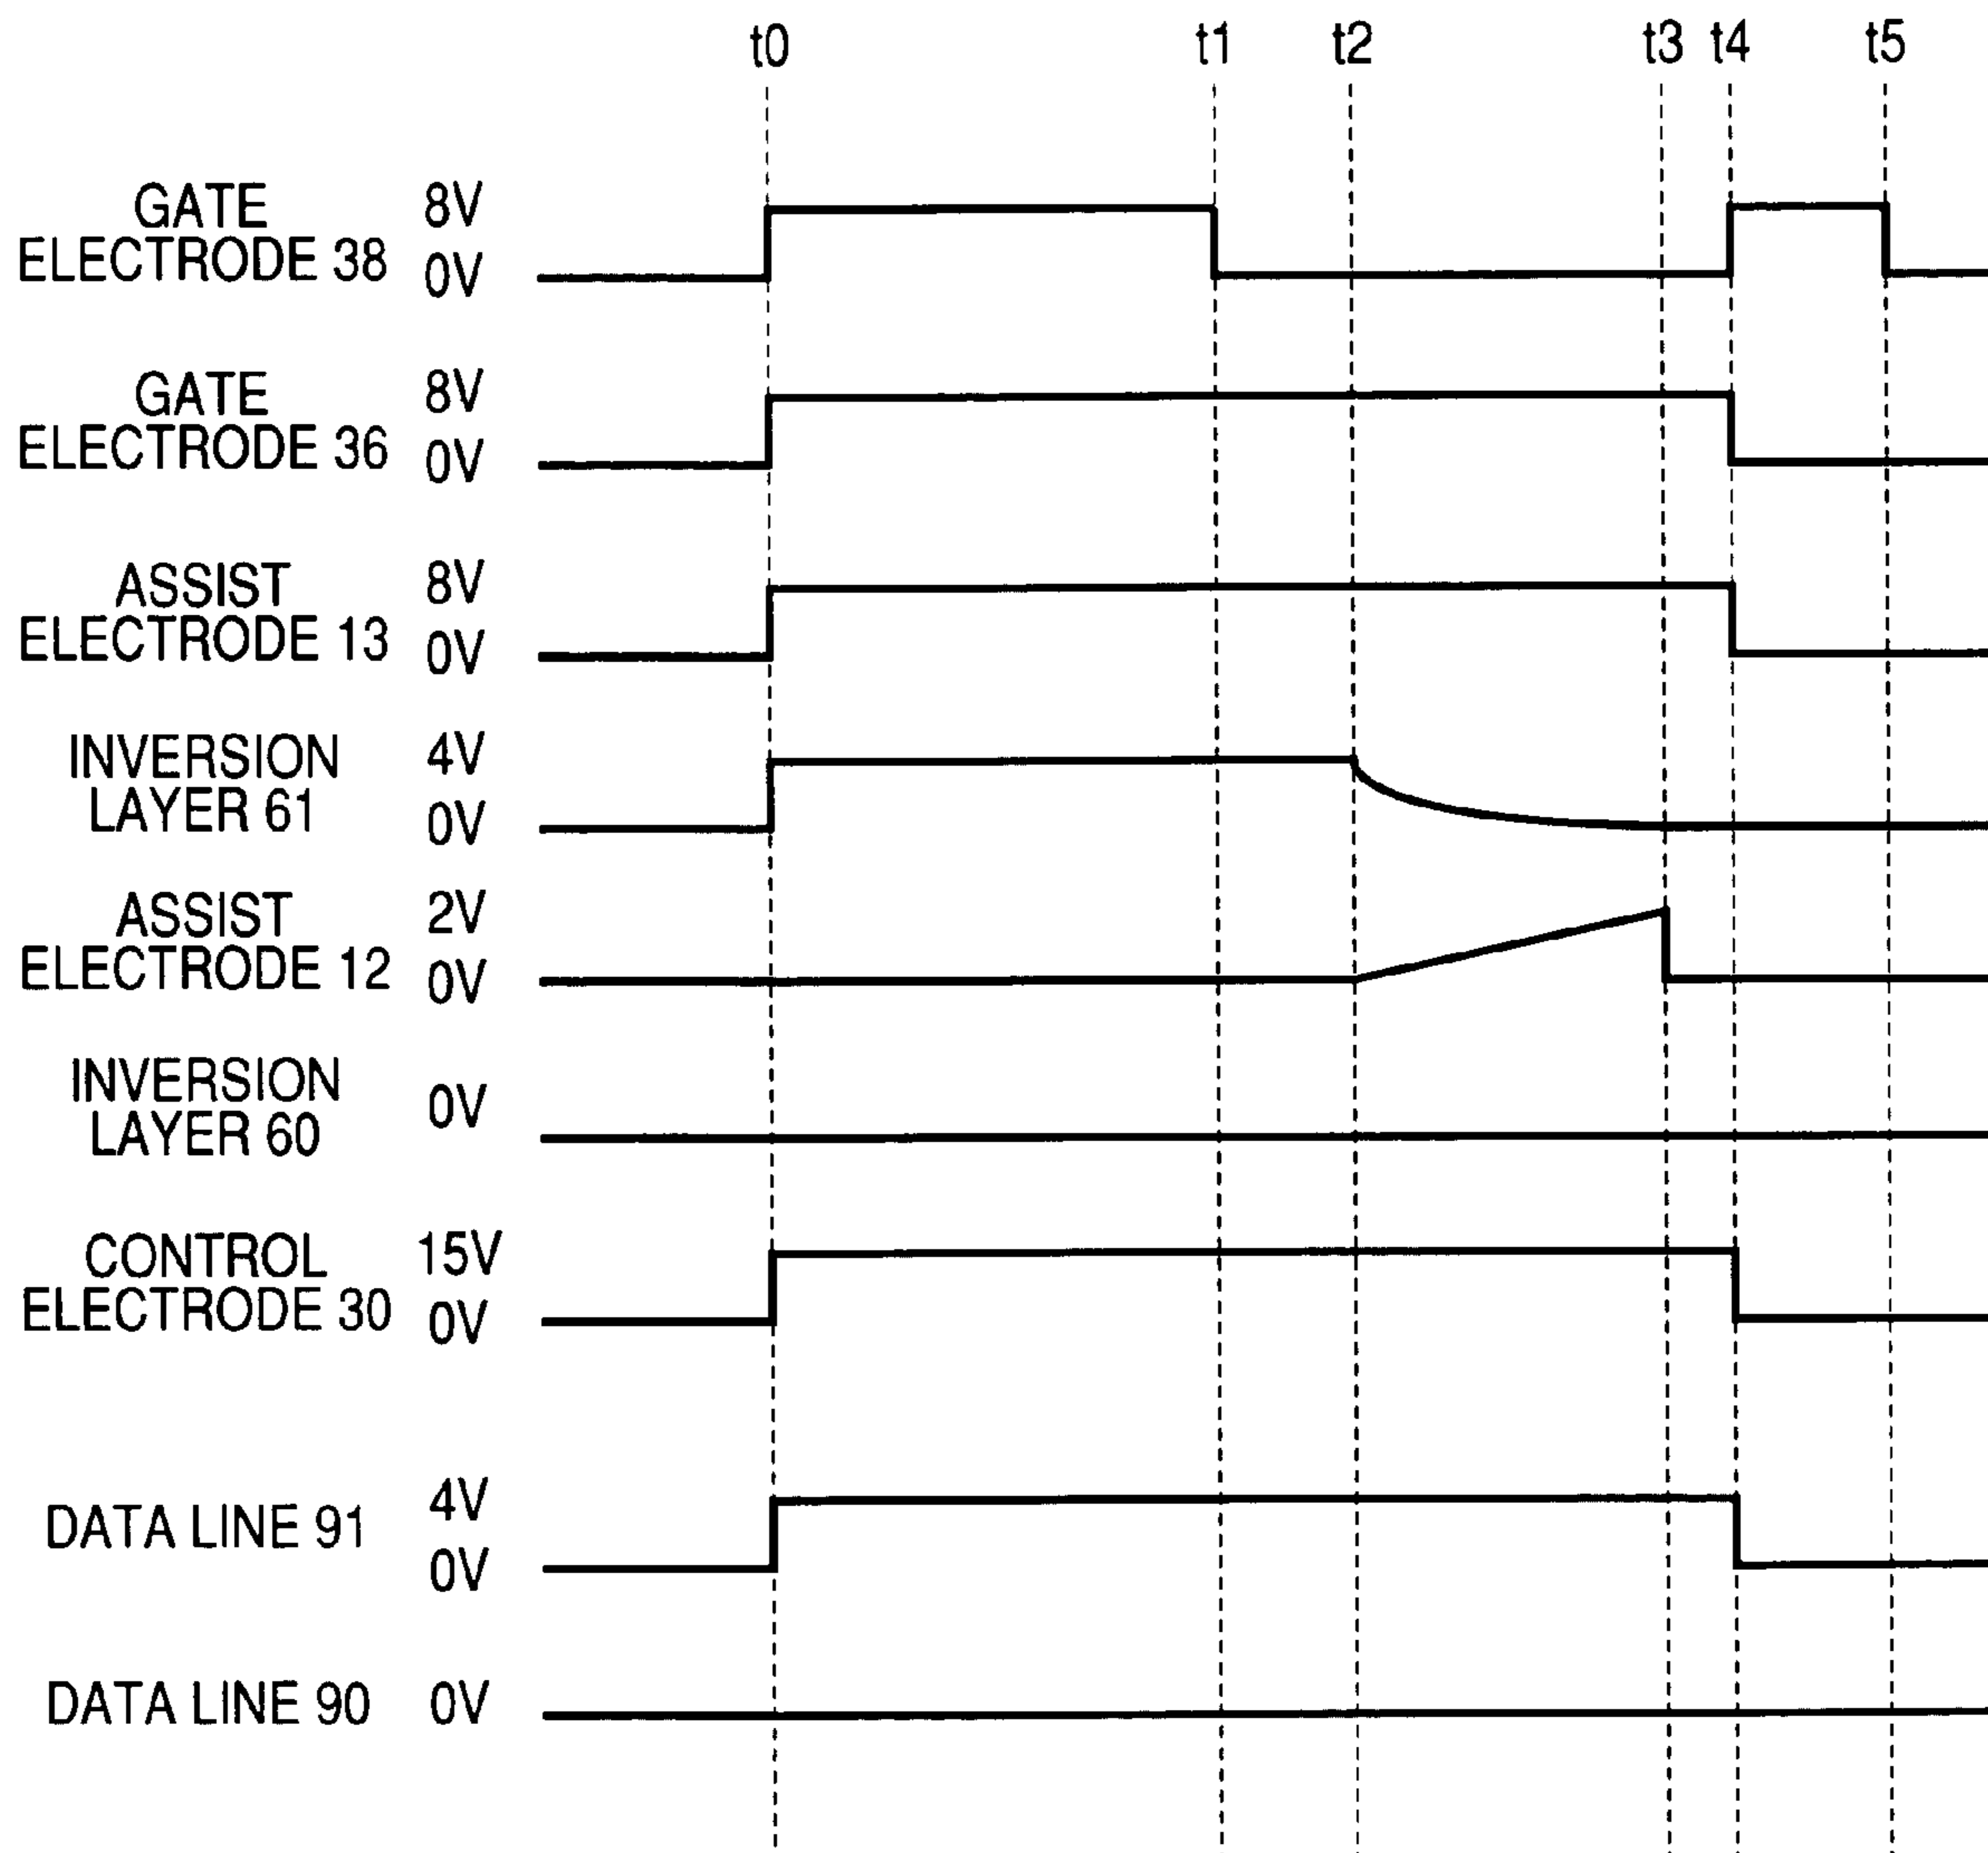 t0 t1 t2 t3 t4 t5
GATE
ELECTRODE 38
8V
0V
GATE
ELECTRODE 36
8V
0V
ASSIST
ELECTRODE 13
8V
0V
INVERSION
LAYER 61
4V
0V
ASSIST
ELECTRODE 12
2V
0V
INVERSION
LAYER 60
0V
CONTROL
ELECTRODE 30
15V
0V
DATA LINE 91
4V
0V
DATA LINE 90
0V